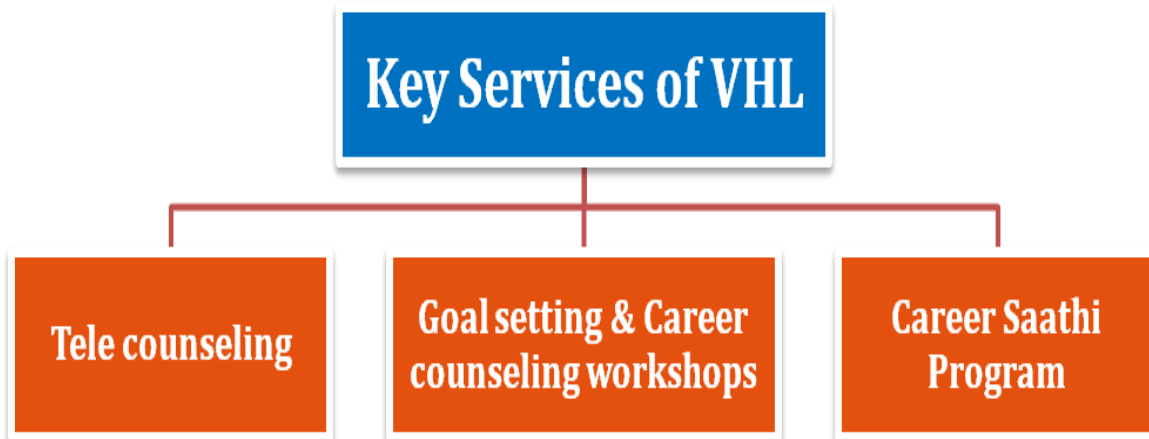 Key Services of VHL
Tele counseling
Goal setting & Career
counseling workshops
Career Saathi
Program